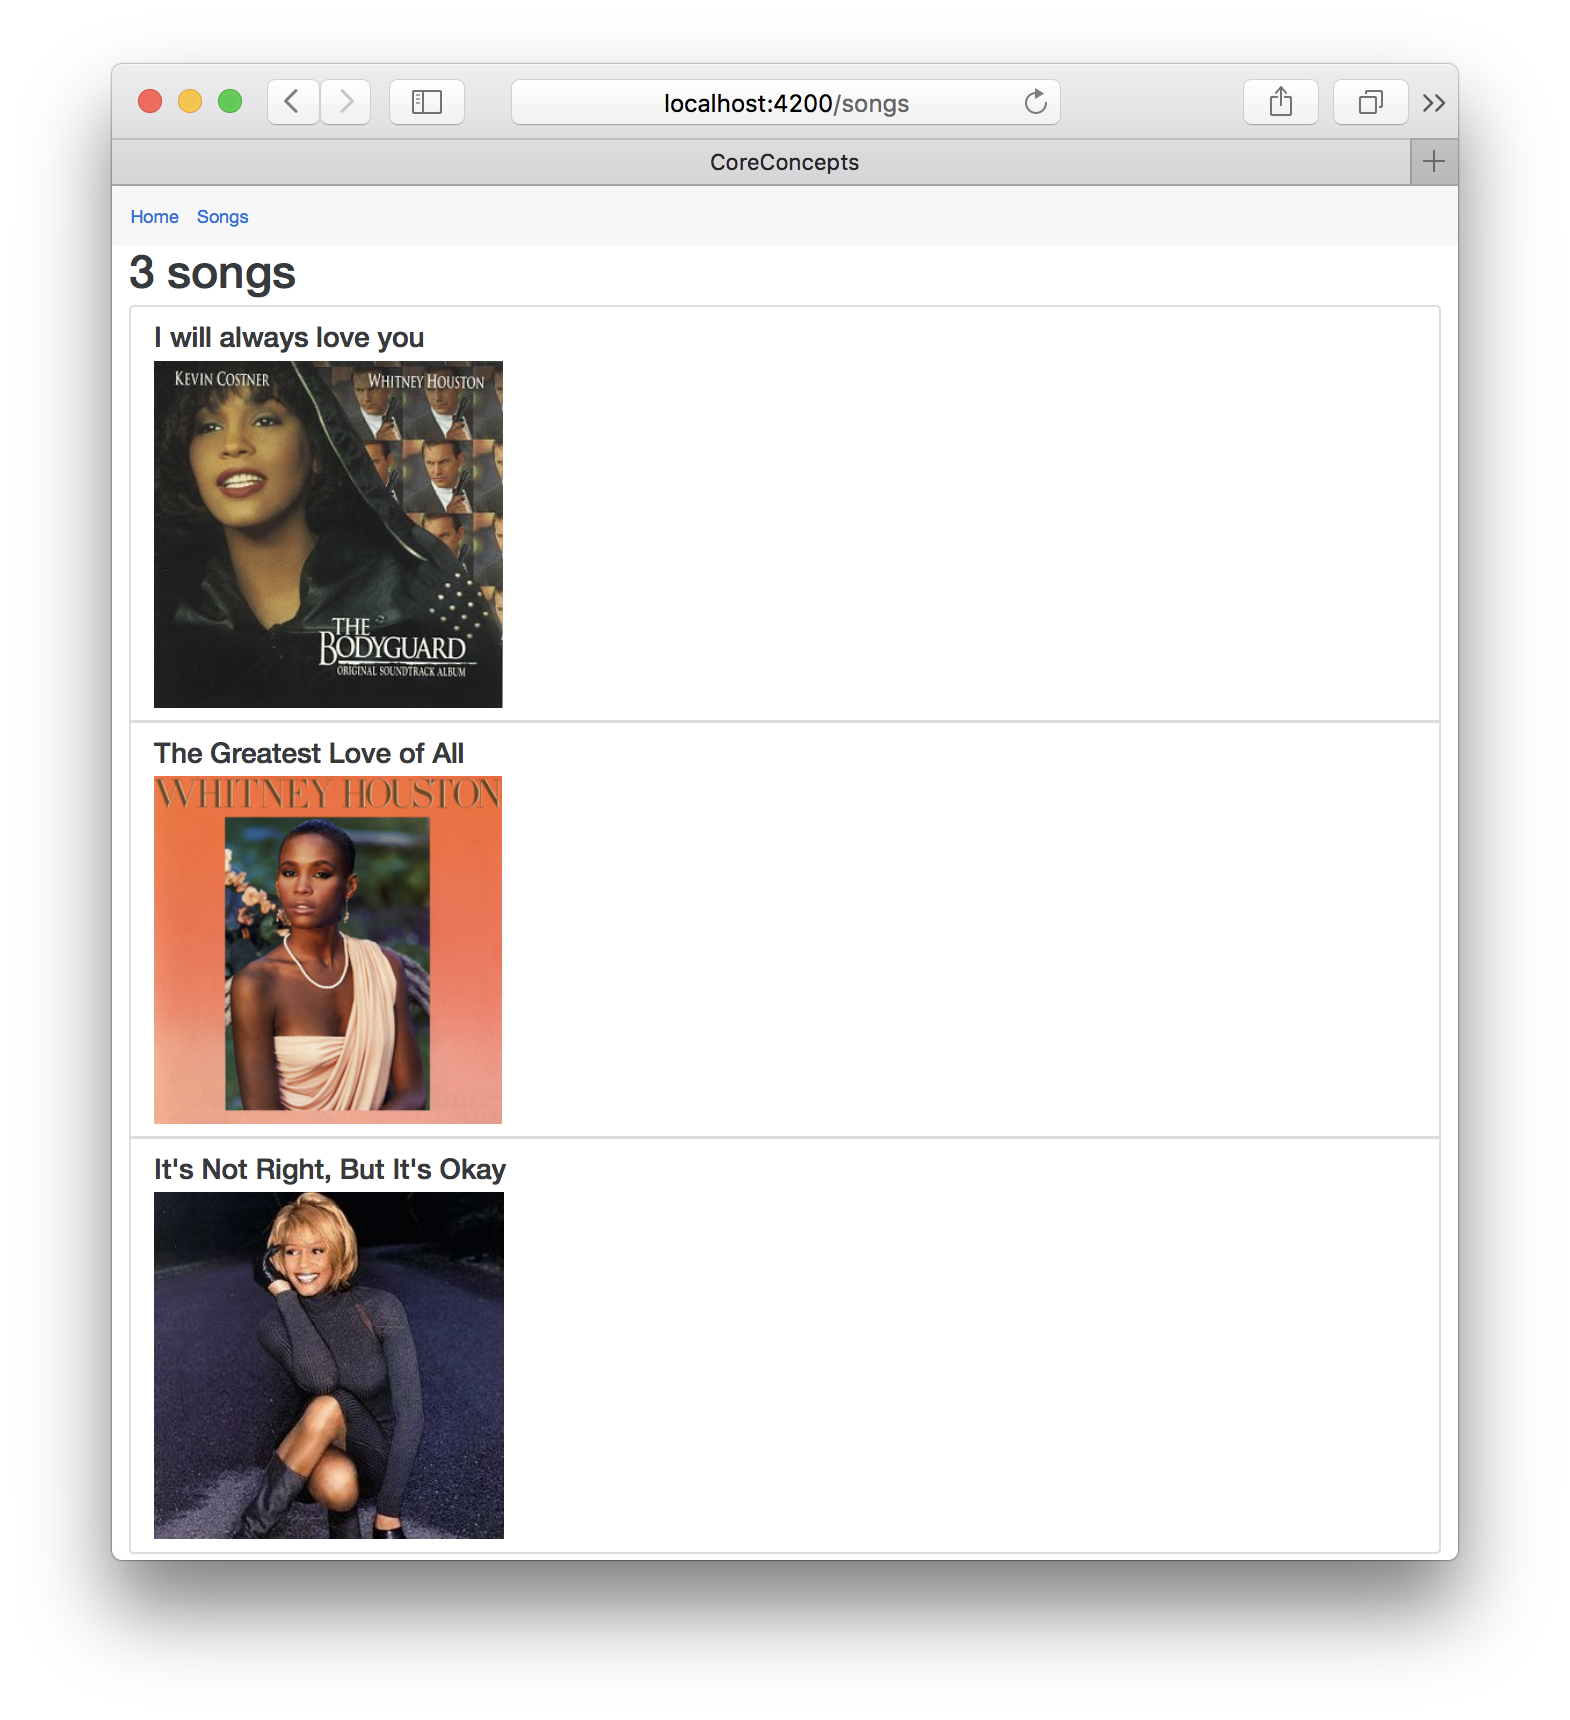 localhost:4200/songs
CoreConcepts
Home Songs
3 songs
I will always love you
KEVIN COSTNER WHITNEY HOUSTON
THE
BODYGUARD
ORIGINAL SOUNDTRACK ALBUM
The Greatest Love of All
WHITNEY HOUSTON
It's Not Right, But It's Okay